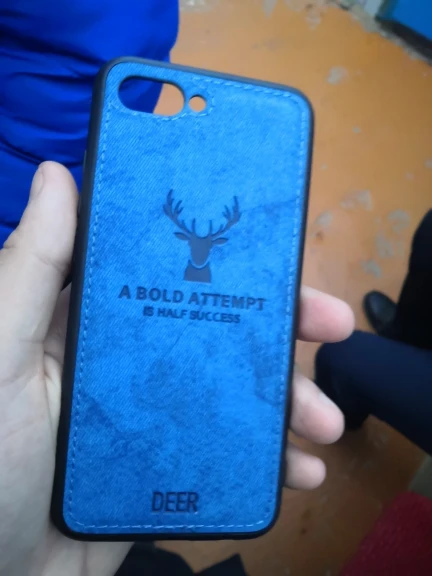 A BOLD ATTEMPT
IS HALF SUCCESS
DEER